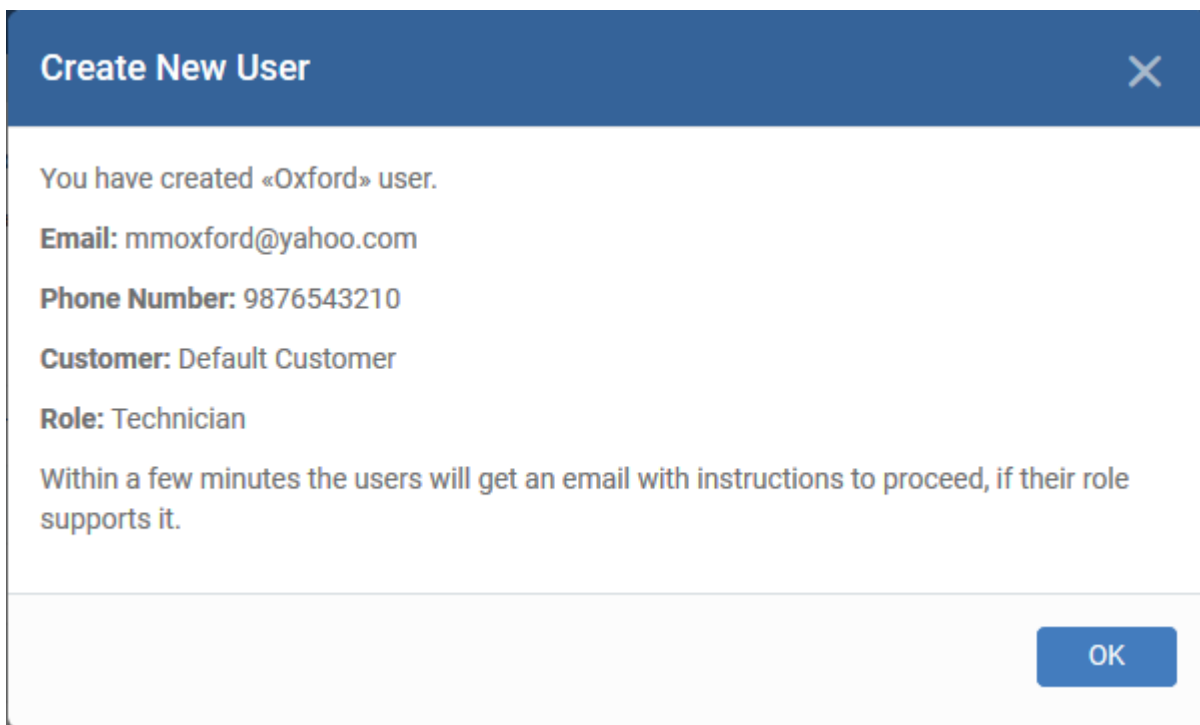 Create New User
You have created «Oxford» user.
Email: mmoxford@yahoo.com
Phone Number: 9876543210
Customer: Default Customer
Role: Technician
Within a few minutes the users will get an email with instructions to proceed, if their role
supports it.
OK